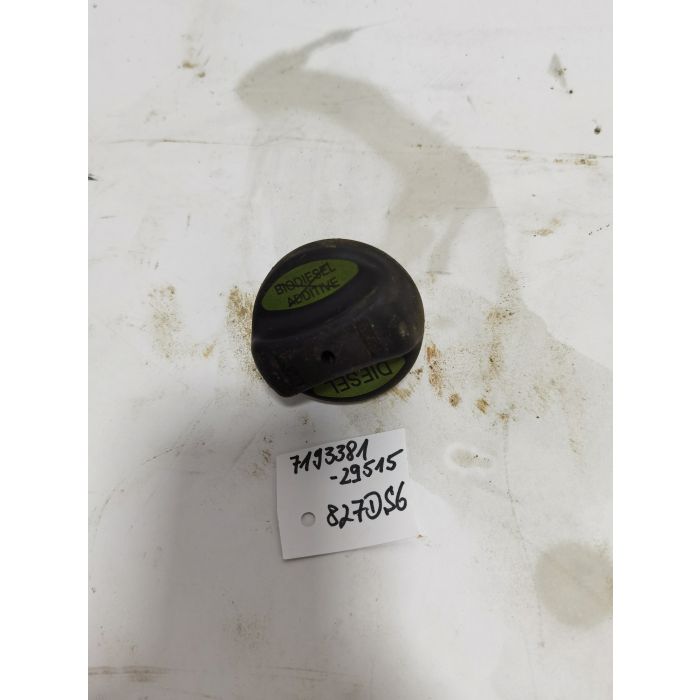 BIODIESEL
ADDITIVE
DIESEL
7193381
-29515
827DS6